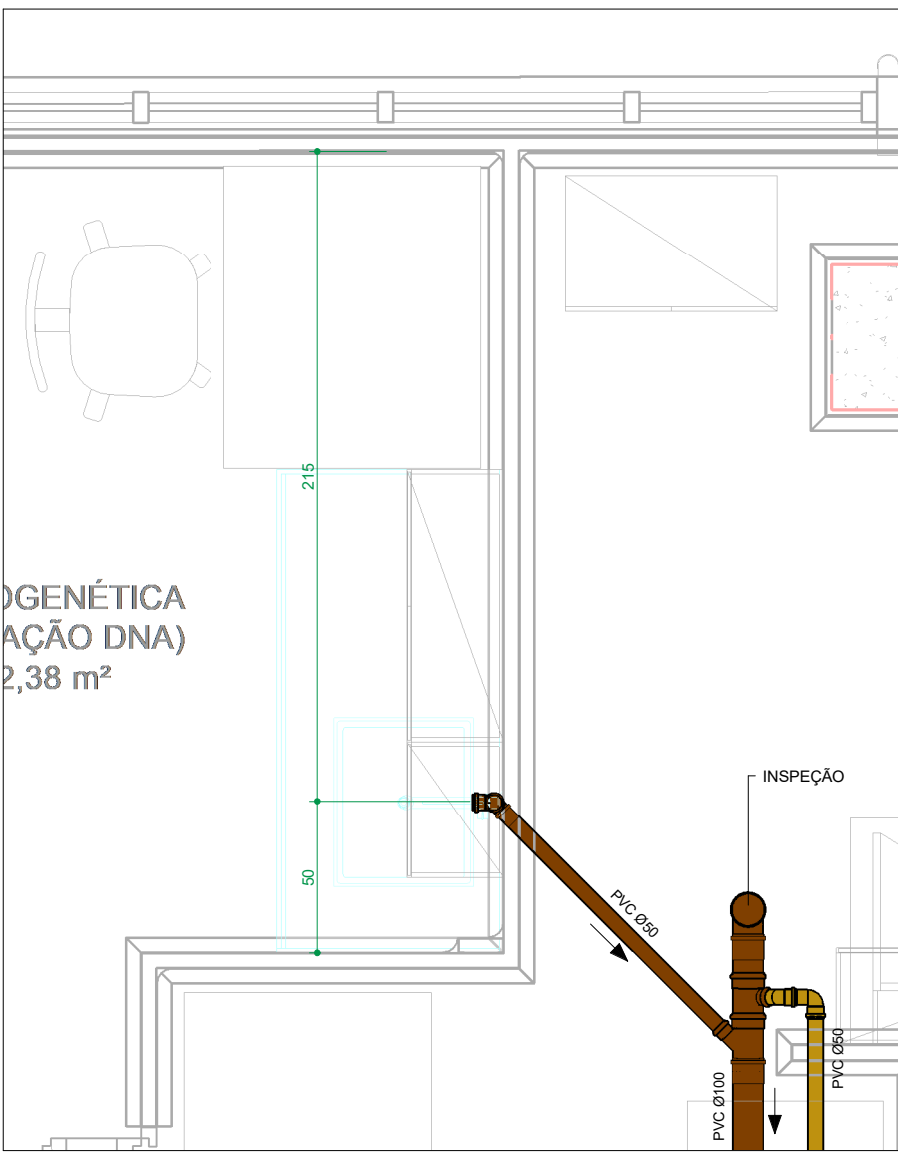 215
OGENÉTICA
AÇÃO DNA)
2,38 m²
INSPEÇÃO
50
PVC Ø50
PVC Ø50
PVC Ø100